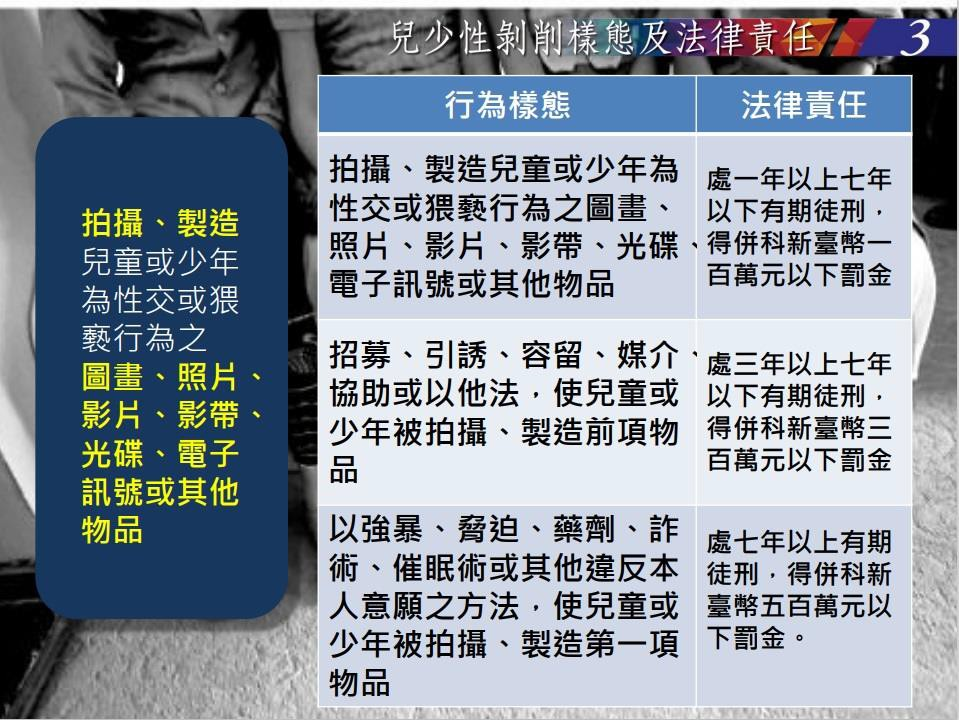 兒少性剝削樣態及法律責任 3
拍攝、製造
兒童或少年
為性交或猥
褻行為之
圖畫、照片、
影片、影帶、
光碟、電子
訊號或其他
物品
行為樣態
法律責任
拍攝、製造兒童或少年為
性交或猥褻行為之圖畫、
照片、影片、影帶、光碟、
電子訊號或其他物品
處一年以上七年
以下有期徒刑，
得併科新臺幣一
百萬元以下罰金
招募、引誘、容留、媒介、
協助或以他法，使兒童或
少年被拍攝、製造前項物
品
處三年以上七年
以下有期徒刑，
得併科新臺幣三
百萬元以下罰金
以強暴、脅迫、藥劑、詐
術、催眠術或其他違反本
人意願之方法，使兒童或
少年被拍攝、製造第一項
物品
處七年以上有期
徒刑，得併科新
臺幣五百萬元以
下罰金。